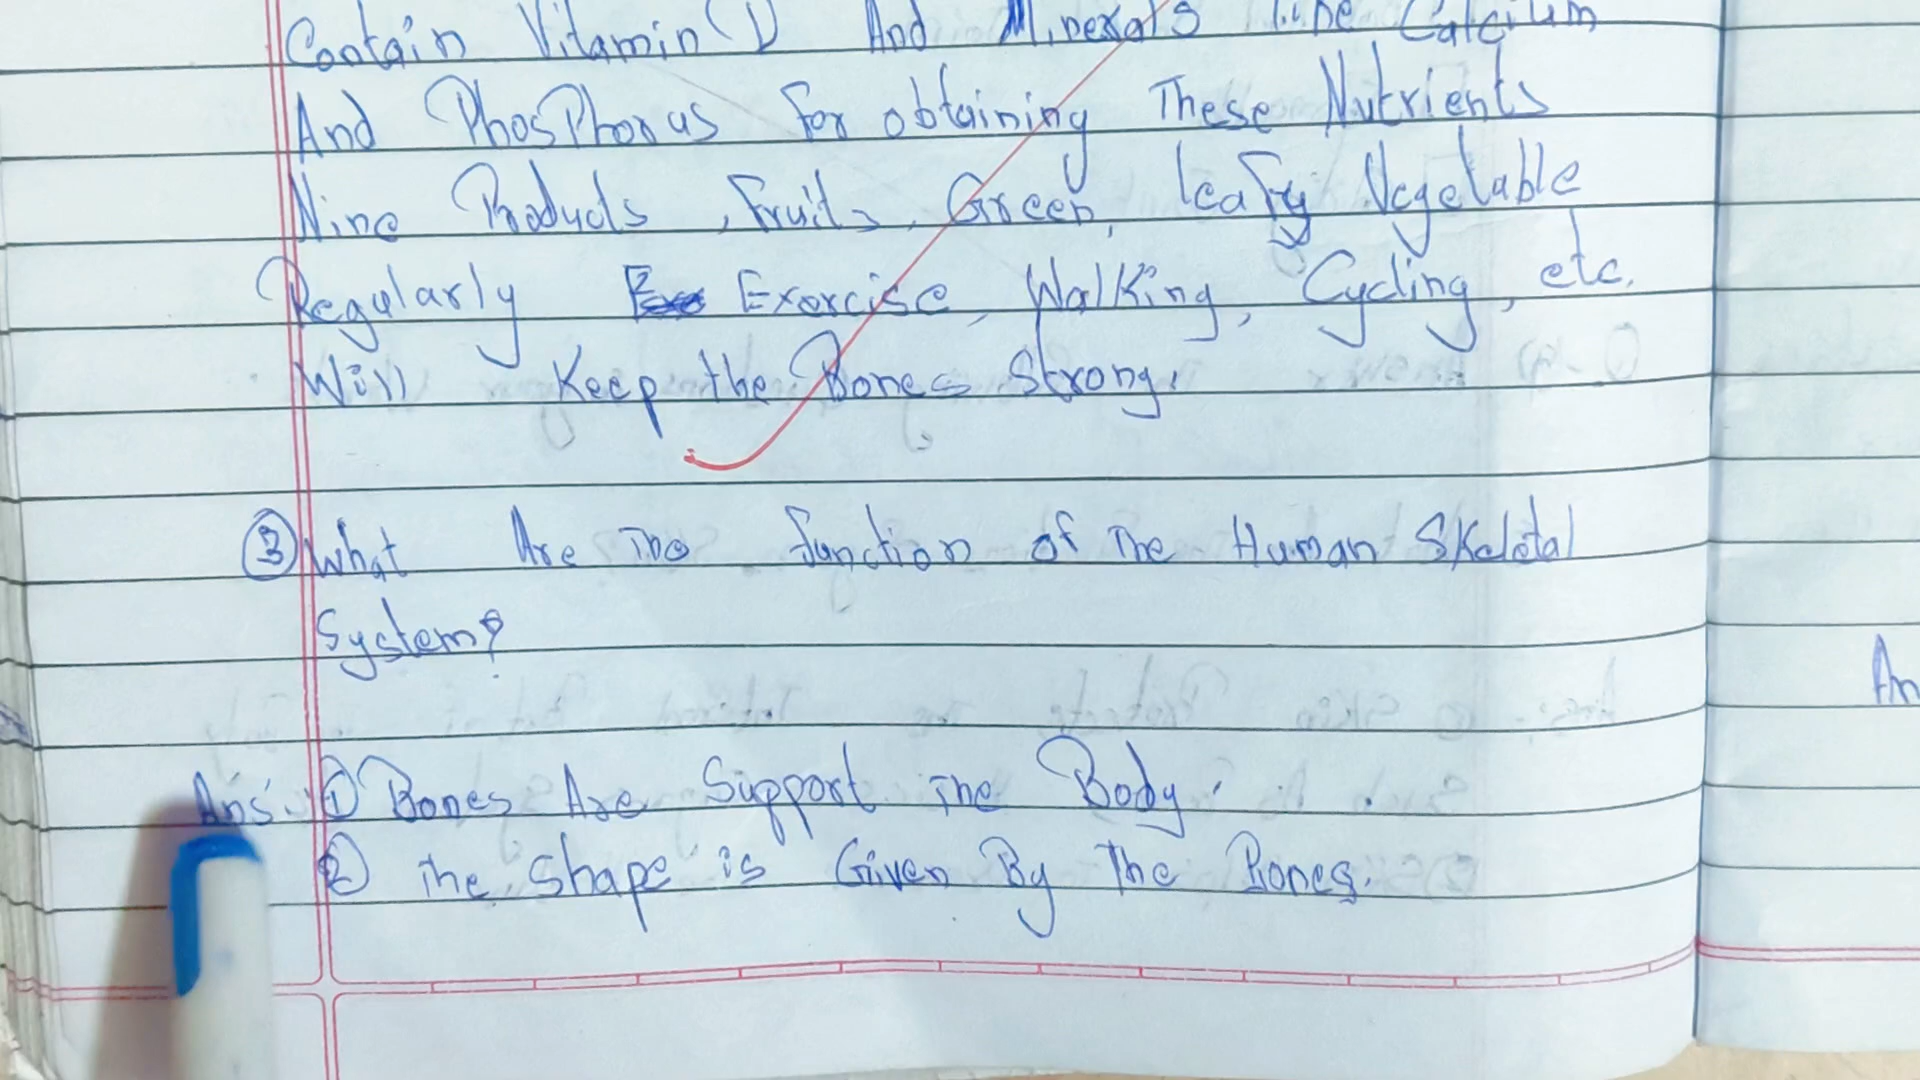 Contain Vitamin D And Minerals like Calcium
And PhosPhorus for obtaining These Nutrients
Nine Products, Fruits, Green, leafy Vegetable
Regularly Exercise, Walking, Cycling, etc.
Will Keep the Bones Strong.
③ What Are The function of The Human Skeletal
System?
Ans:- ① Bones Are Support The Body.
② The Shape is Given By The Bones.
An